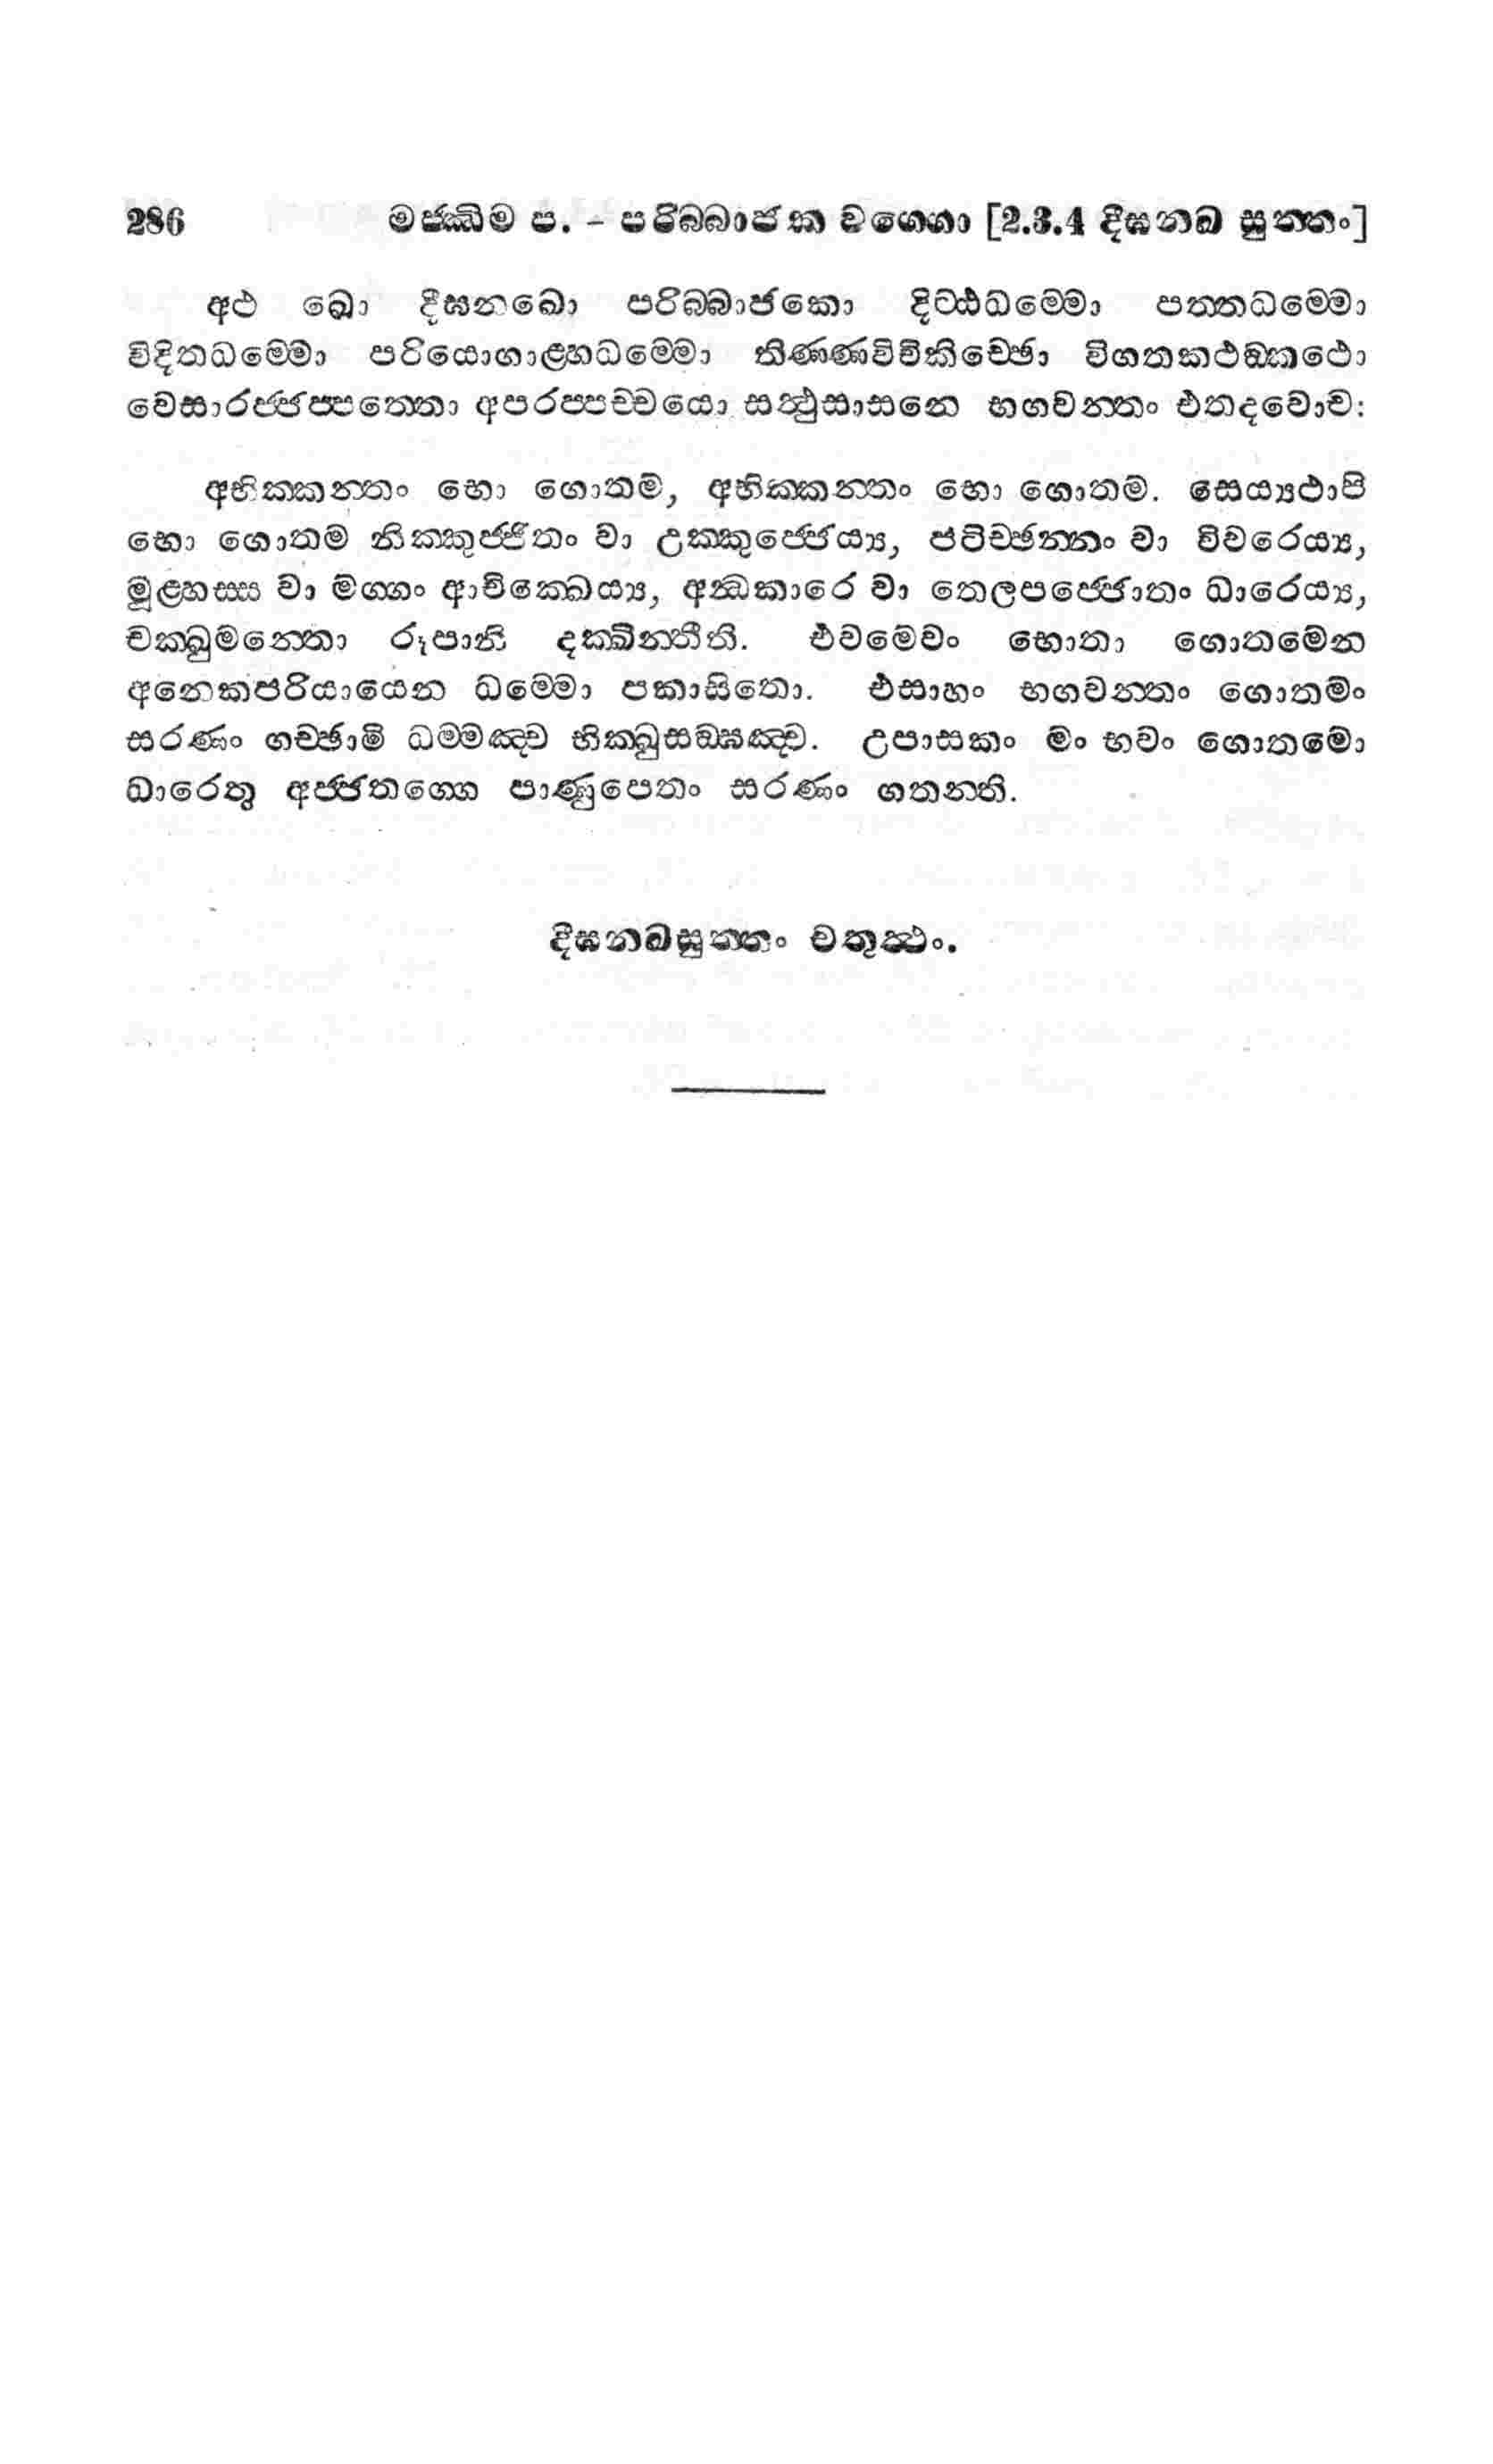 286 මජ්ඣිම ප. - පරිබ්බාජක වග්ගො [2.3.4 දීඝනඛ සුත්තං]
අථ ඛො දීඝනඛො පරිබ්බාජකො දිට්ඨධම්මො පත්තධම්මො
විදිතධම්මො පරියොගාළ්හධම්මො තිණ්ණවිචිකිච්ඡො විගතකථඞ්කථො
වෙසාරජ්ජප්පත්තො අපරප්පච්චයො සත්ථුසාසනෙ භගවන්තං එතදවොච:
අභික්කන්තං භො ගොතම, අභික්කන්තං භො ගොතම. සෙය්‍යථාපි
භො ගොතම නික්කුජ්ජිතං වා උක්කුජ්ජෙය්‍ය, පටිච්ඡන්නං වා විවරෙය්‍ය,
මූළ්හස්ස වා මග්ගං ආචික්ඛෙය්‍ය, අන්ධකාරෙ වා තෙලපජ්ජොතං ධාරෙය්‍ය,
චක්ඛුමන්තො රූපානි දක්ඛින්තීති. එවමෙවං භොතා ගොතමෙන
අනෙකපරියායෙන ධම්මො පකාසිතො. එසාහං භගවන්තං ගොතමං
සරණං ගච්ඡාමි ධම්මඤ්ච භික්ඛුසඞ්ඝඤ්ච. උපාසකං මං භවං ගොතමො
ධාරෙතු අජ්ජතග්ගෙ පාණුපෙතං සරණං ගතන්ති.
දීඝනඛසුත්තං චතුත්ථං.